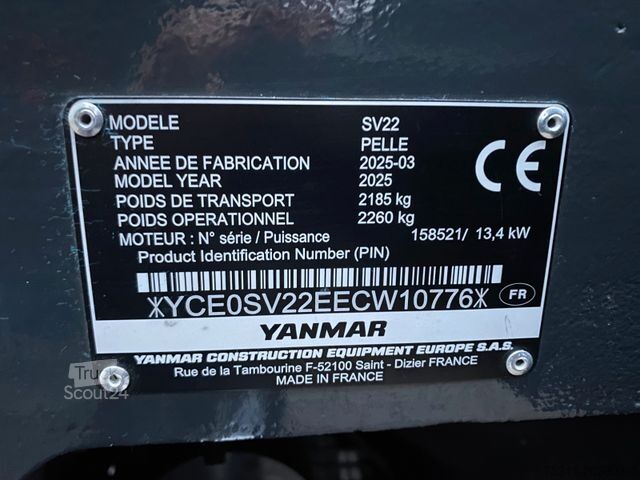 MODELE SV22
TYPE PELLE
ANNEE DE FABRICATION 2025-03
MODEL YEAR 2025
POIDS DE TRANSPORT 2185 kg
POIDS OPERATIONNEL 2260 kg
MOTEUR : N° série / Puissance 158521/ 13,4 kW
Product Identification Number (PIN)
CE
*YCE0SV22EECW10776*
FR
YANMAR
YANMAR CONSTRUCTION EQUIPMENT EUROPE S.A.S.
Rue de la Tambourine F-52100 Saint - Dizier FRANCE
MADE IN FRANCE
Truck
Scout24